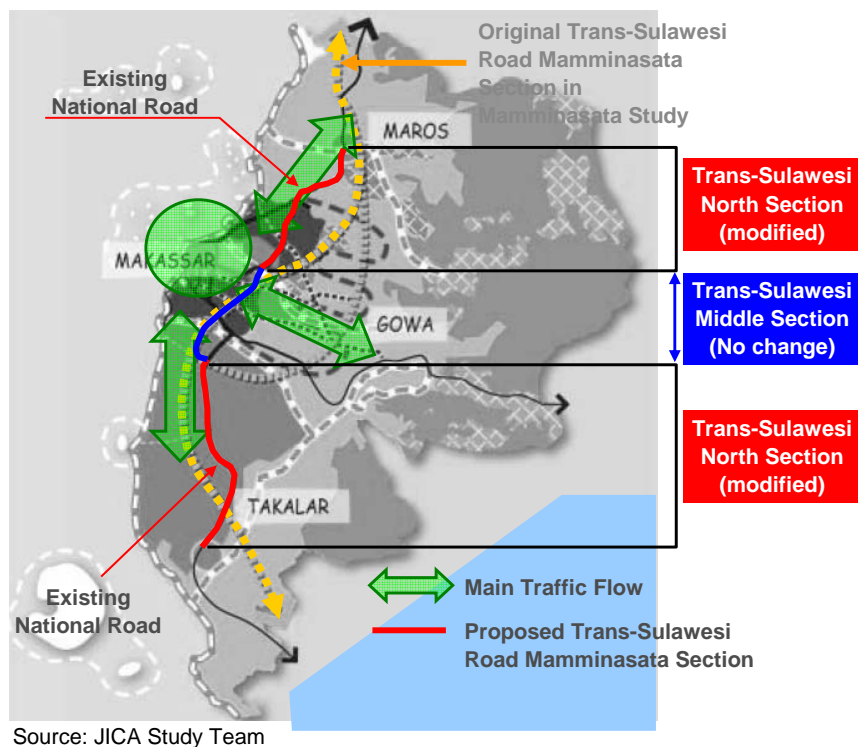 Original Trans-Sulawesi
Road Mamminasata
Section in
Mamminasata Study
Existing
National Road
MAROS
Trans-Sulawesi
North Section
(modified)
MAKASSAR
Trans-Sulawesi
Middle Section
(No change)
GOWA
Trans-Sulawesi
North Section
(modified)
TAKALAR
Existing
National Road
Main Traffic Flow
Proposed Trans-Sulawesi
Road Mamminasata Section
Source: JICA Study Team